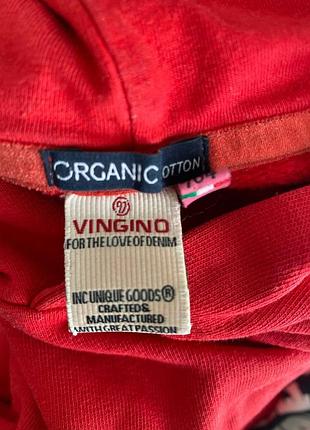 ORGANIC COTTON
VINGINO
FOR THE LOVE OF DENIM
INC UNIQUE GOODS®
CRAFTED &
MANUFACTURED
WITH GREAT PASSION